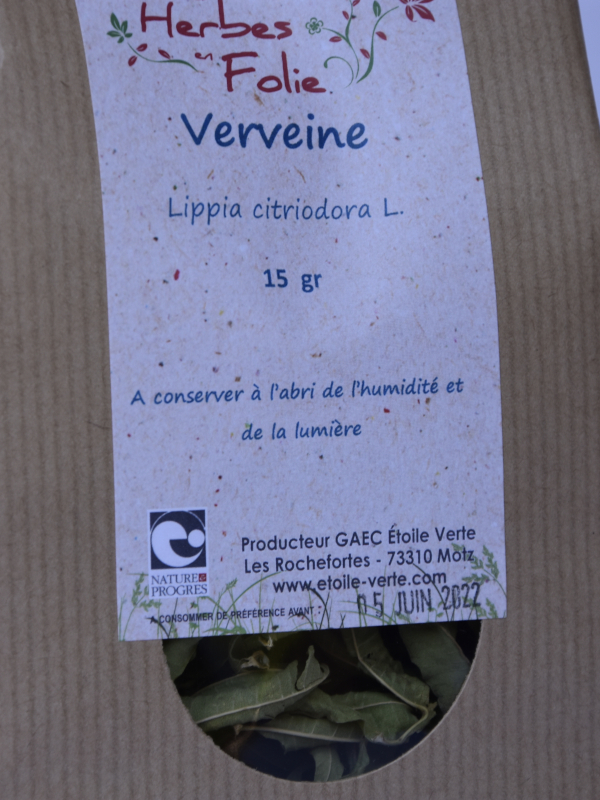 Herbes
en
Folie
Verveine
Lippia citriodora L.
15 gr
A conserver à l'abri de l'humidité et
de la lumière
NATURE &
PROGRES
Producteur GAEC Étoile Verte
Les Rochefortes - 73310 Motz
www.etoile-verte.com
A CONSOMMER DE PRÉFÉRENCE AVANT : 05 JUIN 2022